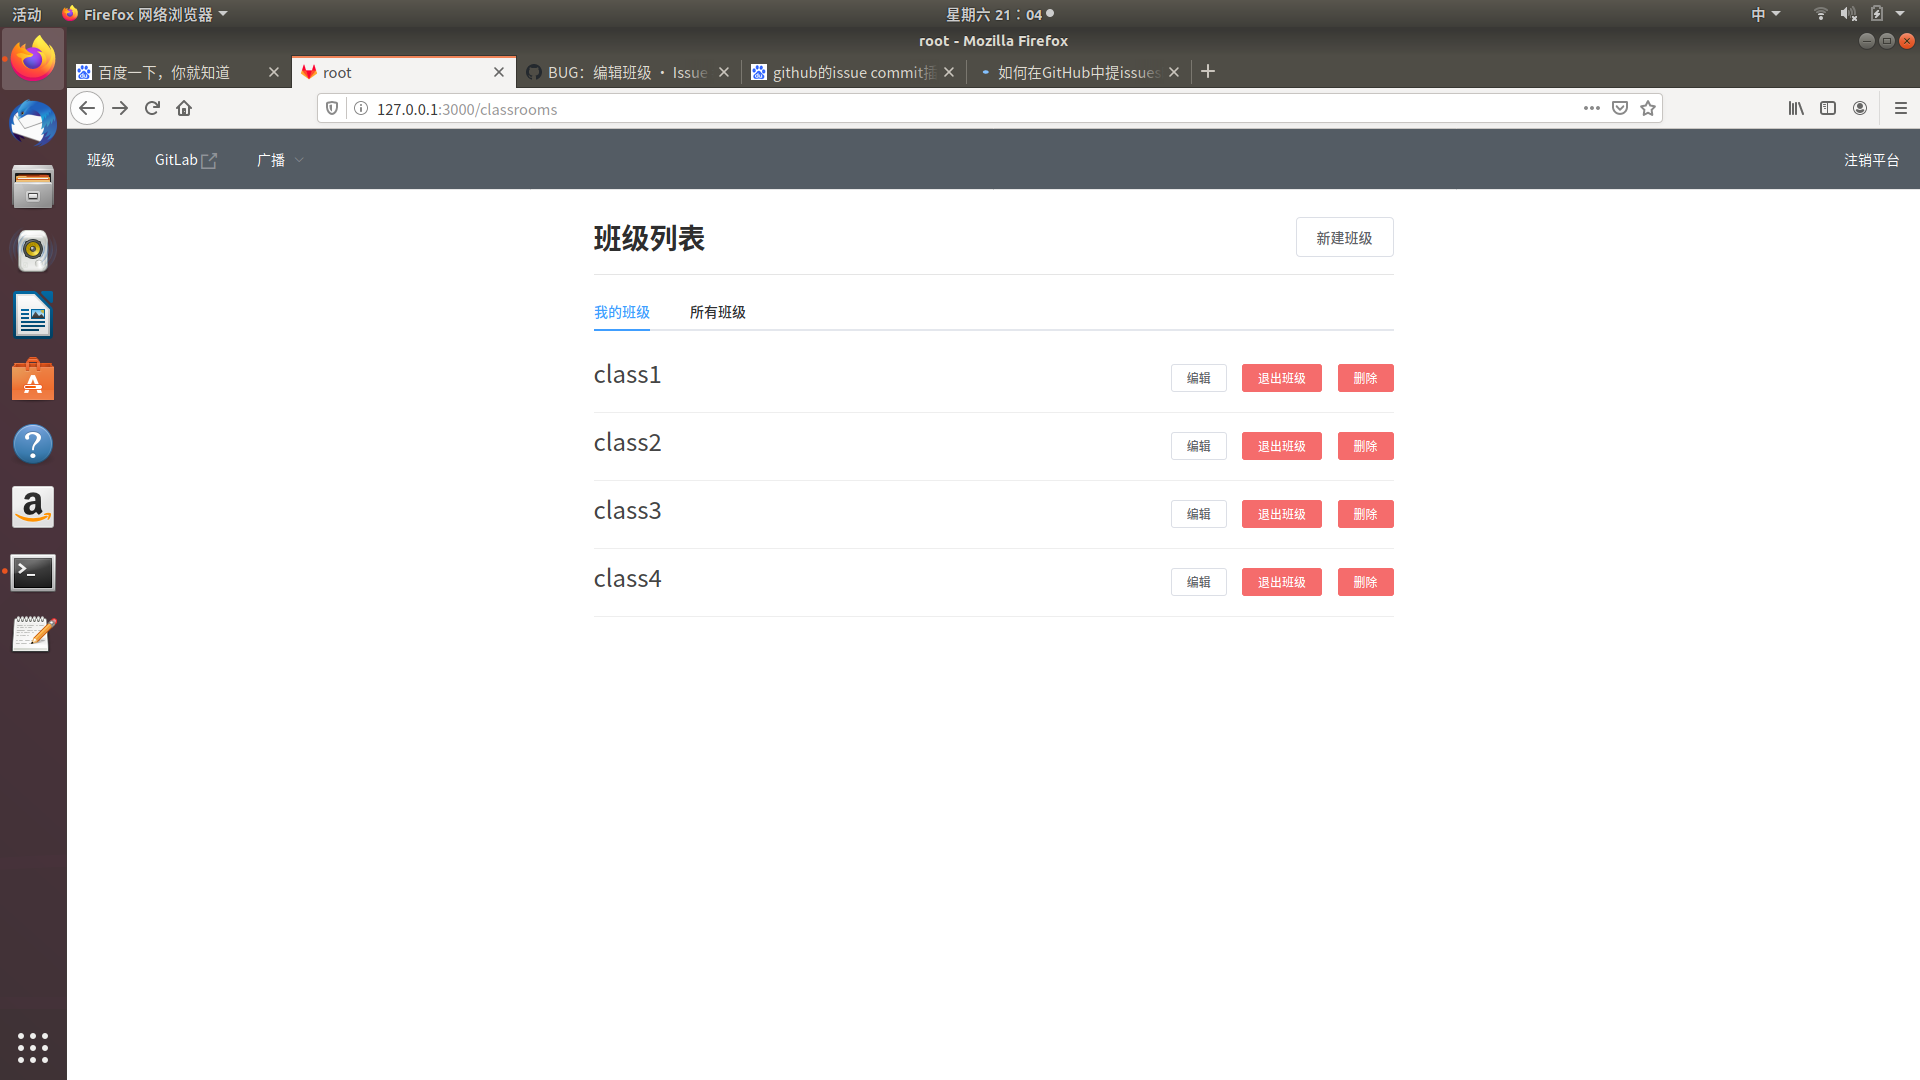 活动 Firefox 网络浏览器 星期六 21：04 中
root - Mozilla Firefox
百度一下，你就知道 root BUG：编辑班级 · Issue github的issue commit 如何在GitHub中提issues
127.0.0.1:3000/classrooms
班级 GitLab 广播 注销平台
班级列表 新建班级
我的班级 所有班级
class1 编辑 退出班级 删除
class2 编辑 退出班级 删除
class3 编辑 退出班级 删除
class4 编辑 退出班级 删除